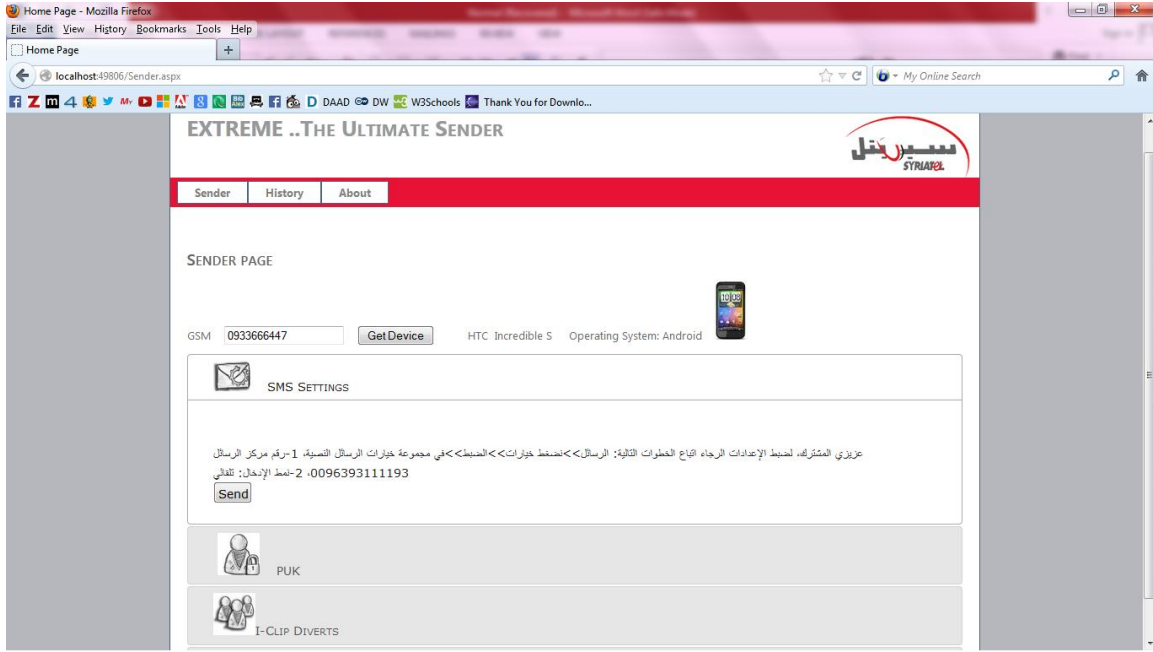 Home Page - Mozilla Firefox
File Edit View History Bookmarks Tools Help
Home Page +
localhost:49806/Sender.aspx
My Online Search
DAAD DW W3Schools Thank You for Downlo...
EXTREME ..THE ULTIMATE SENDER
سيريتل
SYRIATEL
Sender History About
SENDER PAGE
GSM 0933666447 Get Device HTC Incredible S Operating System: Android
SMS SETTINGS
عزيزي المشترك، لضبط الإعدادات الرجاء اتباع الخطوات التالية: الرسائل>>نضغط خيارات>>الضبط>>في مجموعة خيارات الرسائل النصية، 1-رقم مركز الرسائل
0096393111193، 2-نمط الإدخال: تلقائي
Send
PUK
I-CLIP DIVERTS